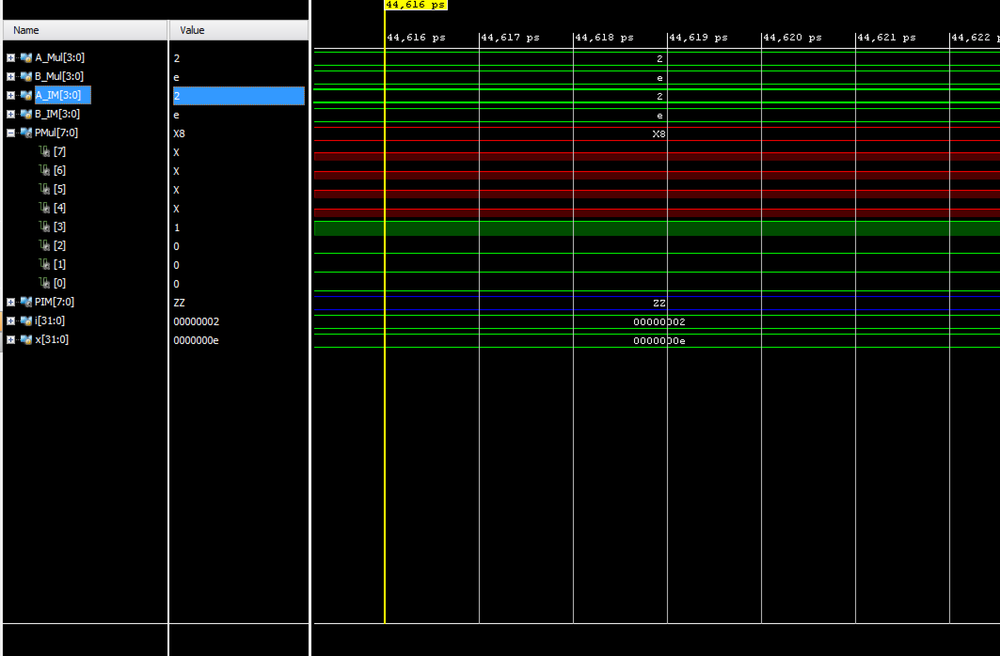 44,616 ps
Name Value
44,616 ps 44,617 ps 44,618 ps 44,619 ps 44,620 ps 44,621 ps 44,622 p
A_Mul[3:0] 2 2
B_Mul[3:0] e e
A_IM[3:0] 2 2
B_IM[3:0] e e
PMul[7:0] X8 X8
[7] X
[6] X
[5] X
[4] X
[3] 1
[2] 0
[1] 0
[0] 0
PIM[7:0] ZZ ZZ
i[31:0] 00000002 00000002
x[31:0] 0000000e 0000000e